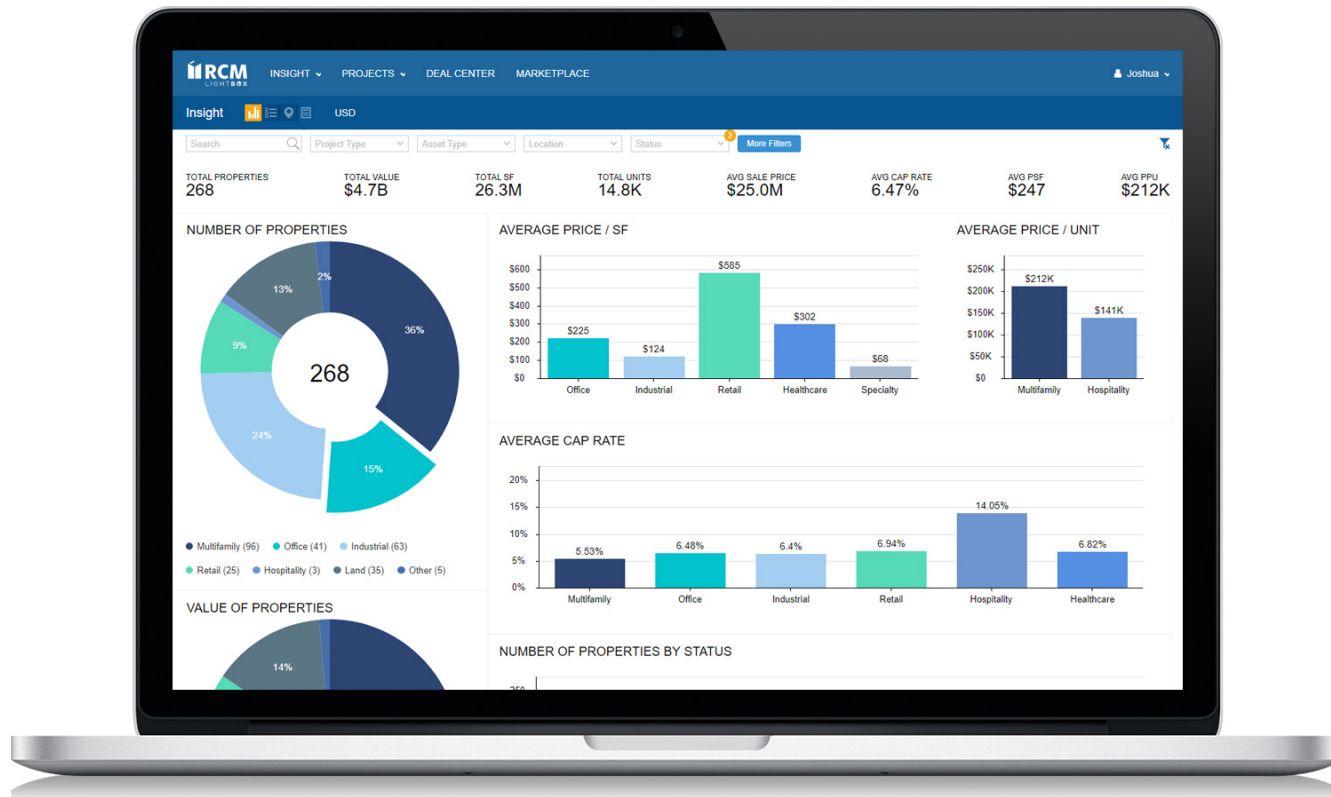 RCM
LIGHTBOX
INSIGHT PROJECTS DEAL CENTER MARKETPLACE Joshua
Insight USD
Search Project Type Asset Type Location Status 2 More Filters
TOTAL PROPERTIES TOTAL VALUE TOTAL SF TOTAL UNITS AVG SALE PRICE AVG CAP RATE AVG PSF AVG PPU
268 $4.7B 26.3M 14.8K $25.0M 6.47% $247 $212K
NUMBER OF PROPERTIES
2%
13%
36%
9%
268
24%
15%
Multifamily (96) Office (41) Industrial (63)
Retail (25) Hospitality (3) Land (35) Other (5)
VALUE OF PROPERTIES
14%
AVERAGE PRICE / SF
$600
$500
$400
$300
$200
$100
$0
$225
$124
$585
$302
$68
Office Industrial Retail Healthcare Specialty
AVERAGE PRICE / UNIT
$250K
$200K
$150K
$100K
$50K
$0
$212K
$141K
Multifamily Hospitality
AVERAGE CAP RATE
20%
15%
10%
5%
0%
5.53%
6.48%
6.4%
6.94%
14.05%
6.82%
Multifamily Office Industrial Retail Hospitality Healthcare
NUMBER OF PROPERTIES BY STATUS